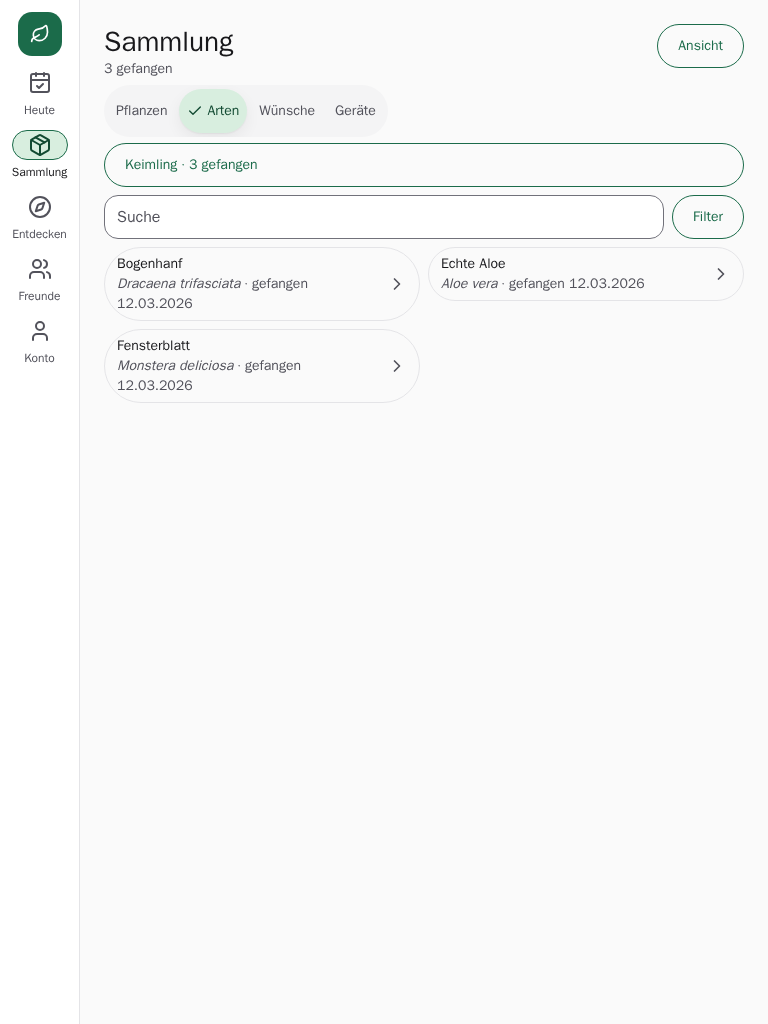 Heute
Sammlung
Entdecken
Freunde
Konto
Sammlung
3 gefangen
Ansicht
Pflanzen
Arten
Wünsche
Geräte
Keimling · 3 gefangen
Suche
Filter
Bogenhanf
Dracaena trifasciata · gefangen
12.03.2026
Echte Aloe
Aloe vera · gefangen 12.03.2026
Fensterblatt
Monstera deliciosa · gefangen
12.03.2026